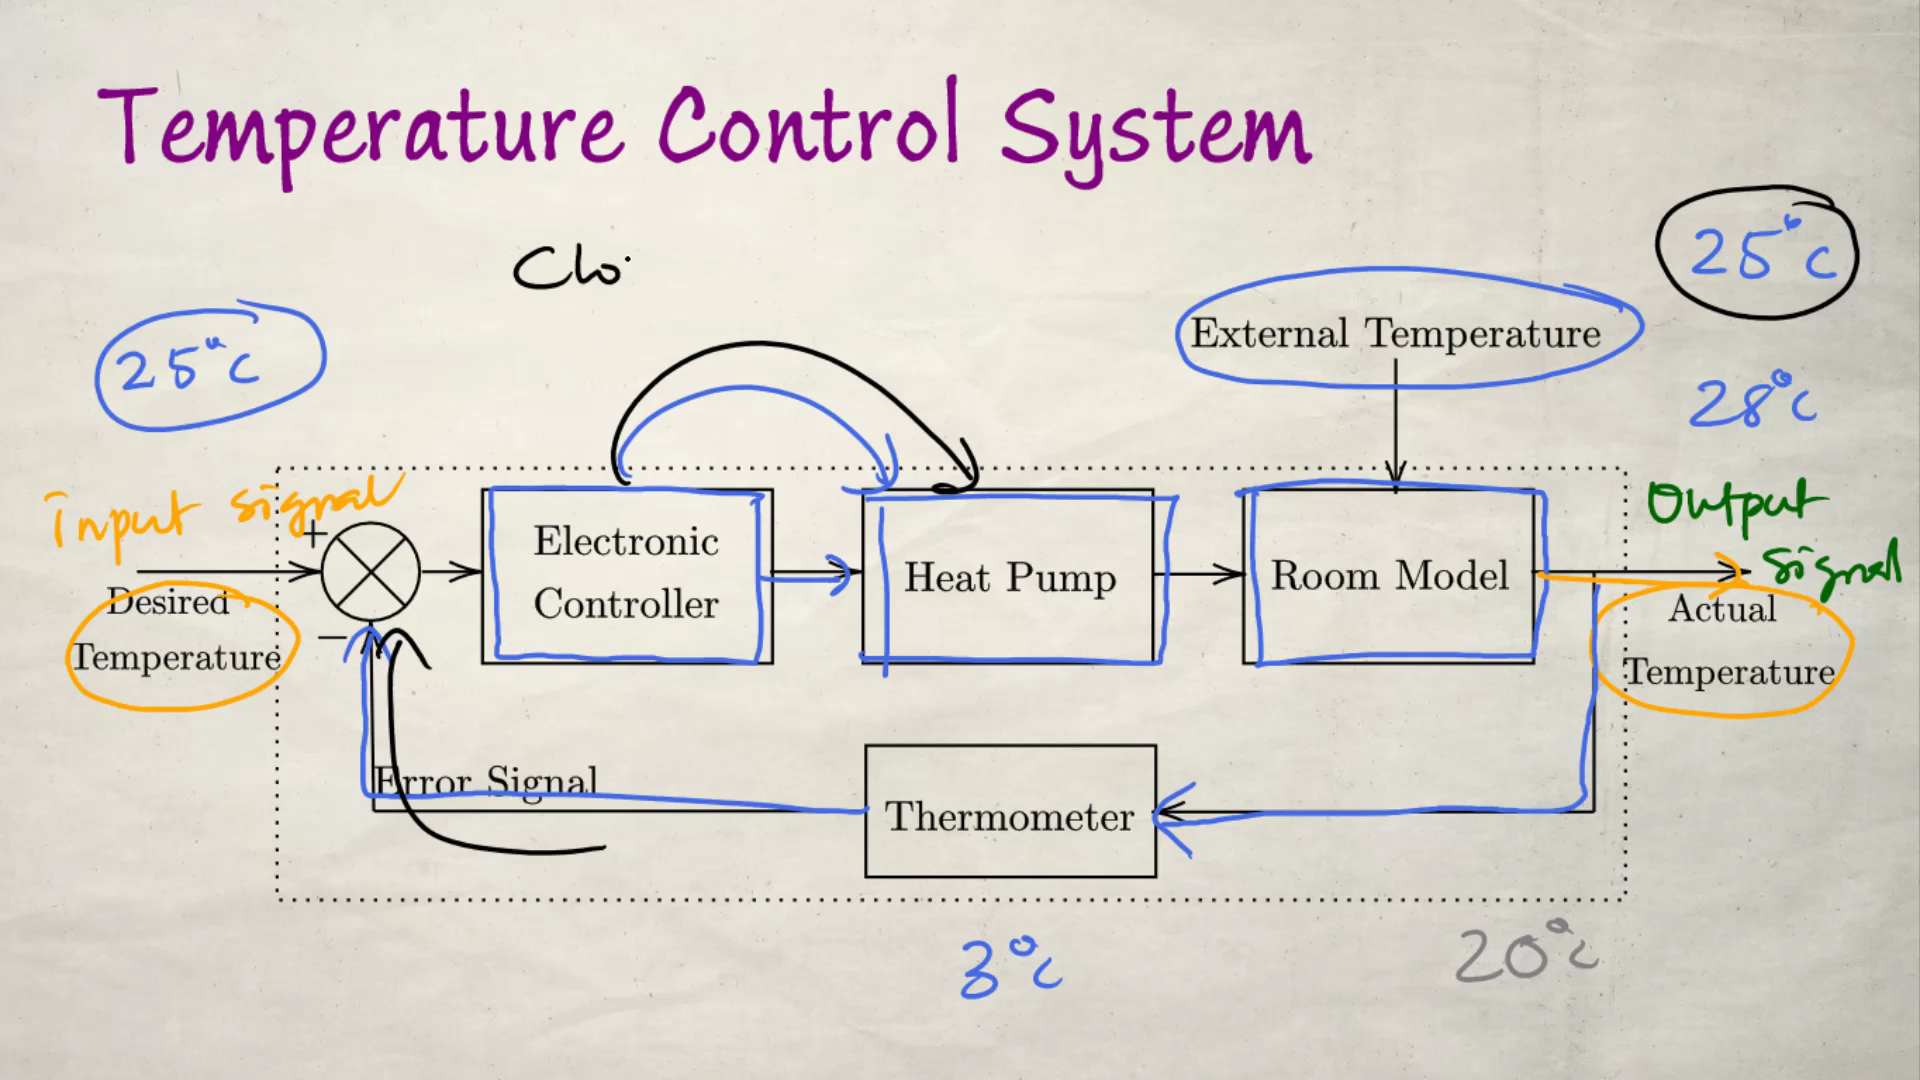 Temperature Control System
Clo
25°c
External Temperature
25°c
28°c
Input signal
Output
signal
+
Desired
Temperature
−
Electronic
Controller
Heat Pump
Room Model
Actual
Temperature
Error Signal
Thermometer
3°c
20°c